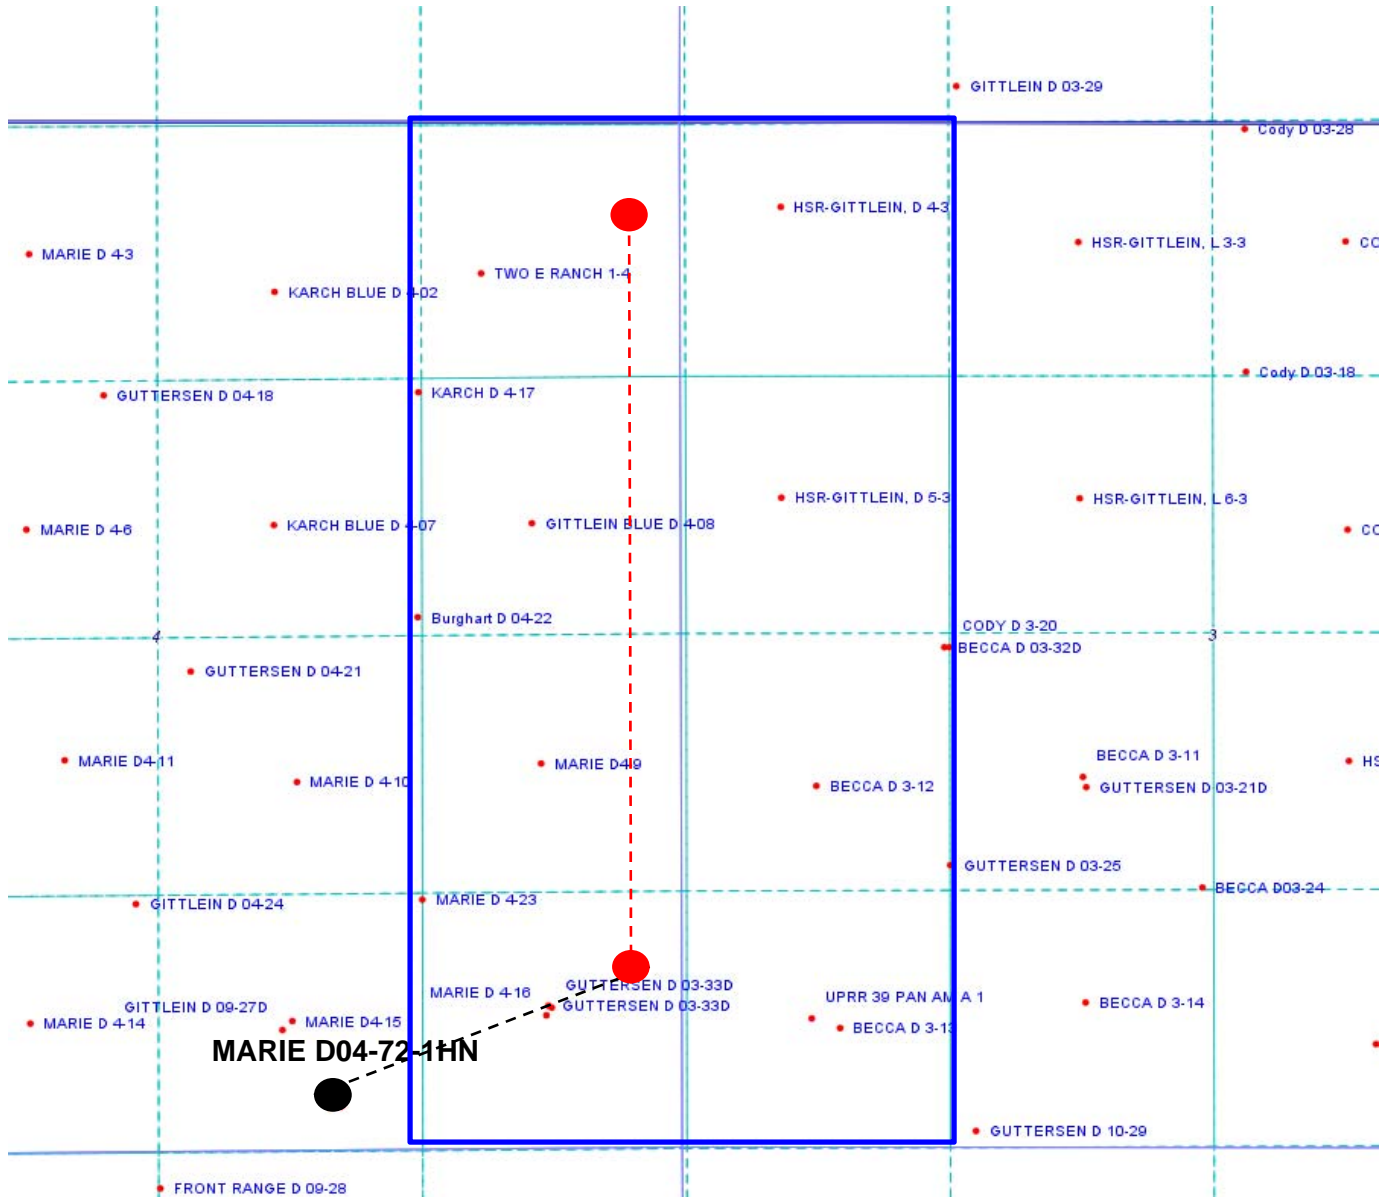 GITTLEIN D 03-29
Cody D 03-28
HSR-GITTLEIN, D 4-3
HSR-GITTLEIN, L 3-3
CO
MARIE D 4-3
TWO E RANCH 1-4
KARCH BLUE D 4-02
Cody D 03-18
GUTTERSEN D 04-18
KARCH D 4-17
HSR-GITTLEIN, D 5-3
HSR-GITTLEIN, L 6-3
MARIE D 4-6
KARCH BLUE D 4-07
GITTLEIN BLUE D 4-08
CO
Burghart D 04-22
CODY D 3-20
4
3
BECCA D 03-32D
GUTTERSEN D 04-21
BECCA D 3-11
MARIE D4-11
MARIE D4-9
HS
MARIE D 4-10
BECCA D 3-12
GUTTERSEN D 03-21D
GUTTERSEN D 03-25
BECCA D03-24
GITTLEIN D 04-24
MARIE D 4-23
GUTTERSEN D 03-33D
MARIE D 4-16
UPRR 39 PAN AM A 1
GITTLEIN D 09-27D
GUTTERSEN D 03-33D
BECCA D 3-14
MARIE D 4-14
MARIE D4-15
BECCA D 3-13
MARIE D04-72-1HN
GUTTERSEN D 10-29
FRONT RANGE D 09-28